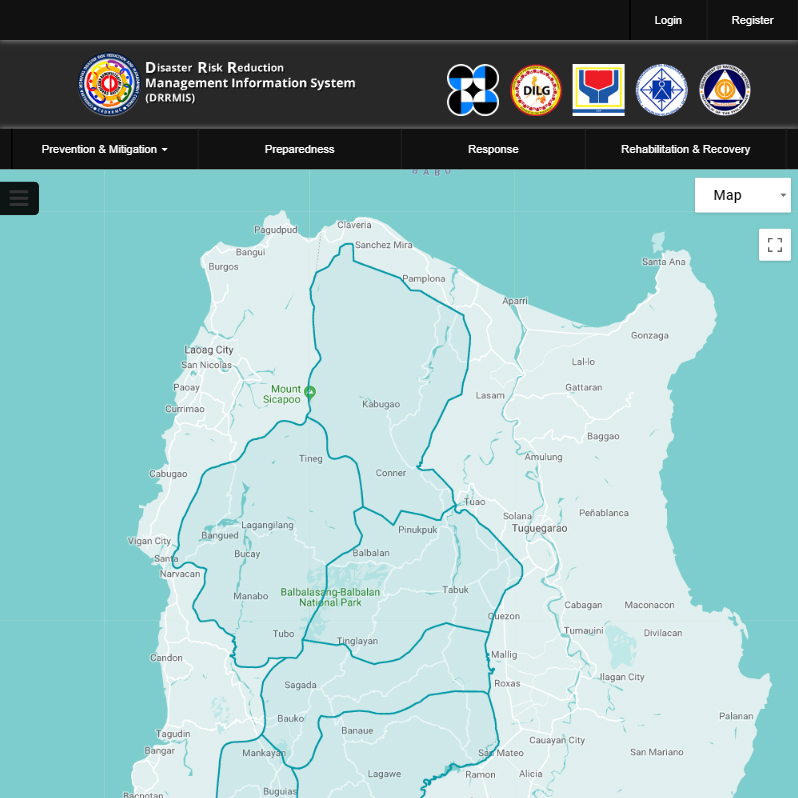 Login
Register
Disaster Risk Reduction
Management Information System
(DRRMIS)
DILG
Prevention & Mitigation
Preparedness
Response
Rehabilitation & Recovery
Map
Pagudpud
Claveria
Sanchez Mira
Bangui
Burgos
Pamplona
Santa Ana
Aparri
Gonzaga
Laoag City
San Nicolas
Lal-lo
Paoay
Mount
Sicapoo
Gattaran
Lasam
Currimao
Kabugao
Baggao
Tineg
Amulung
Cabugao
Conner
Tuao
Solana
Peñablanca
Lagangilang
Tuguegarao
Pinukpuk
Bangued
Vigan City
Bucay
Balbalan
Santa
Narvacan
Balbalasang-Balbalan
National Park
Tabuk
Manabo
Cabagan
Maconacon
Quezon
Tubo
Tinglayan
Tumauini
Divilacan
Candon
Mallig
Ilagan City
Sagada
Roxas
Bauko
Palanan
Tagudin
Banaue
Cauayan City
Bangar
Mankayan
San Mateo
San Mariano
Lagawe
Ramon
Alicia
Buguias
Bacnotan